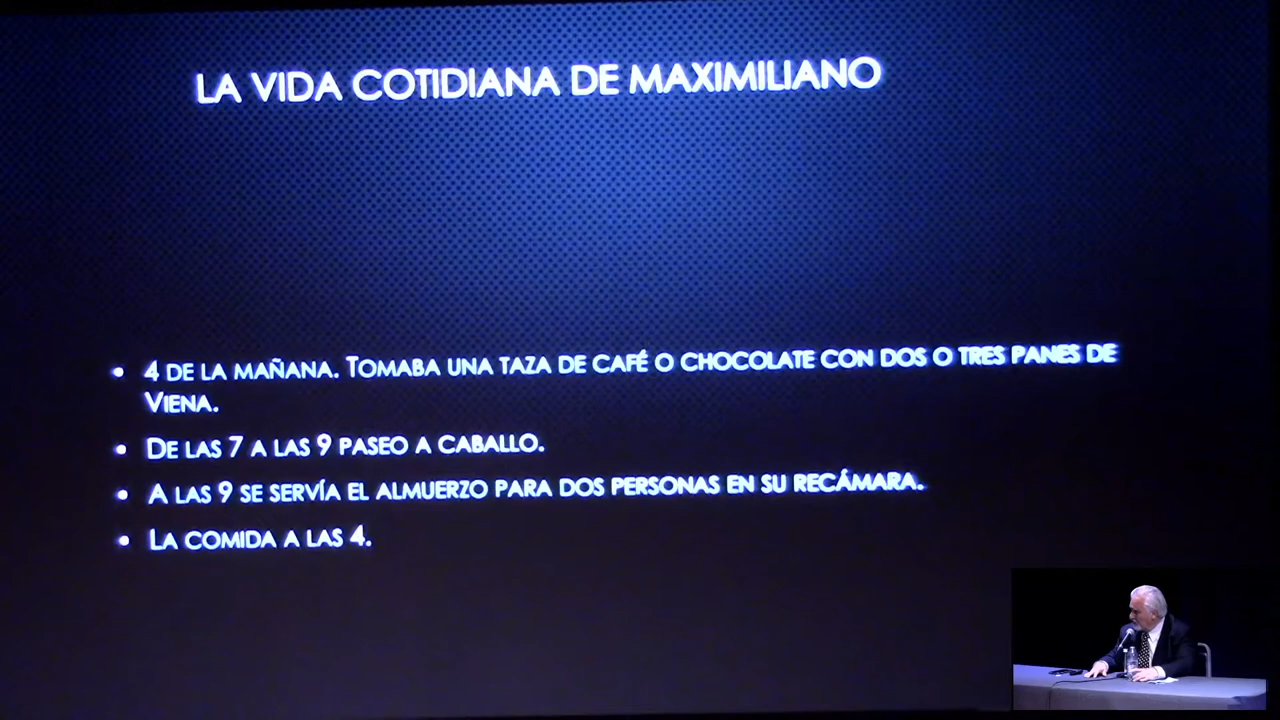 LA VIDA COTIDIANA DE MAXIMILIANO
• 4 DE LA MAÑANA. TOMABA UNA TAZA DE CAFÉ O CHOCOLATE CON DOS O TRES PANES DE
VIENA.
• DE LAS 7 A LAS 9 PASEO A CABALLO.
• A LAS 9 SE SERVÍA EL ALMUERZO PARA DOS PERSONAS EN SU RECÁMARA.
• LA COMIDA A LAS 4.